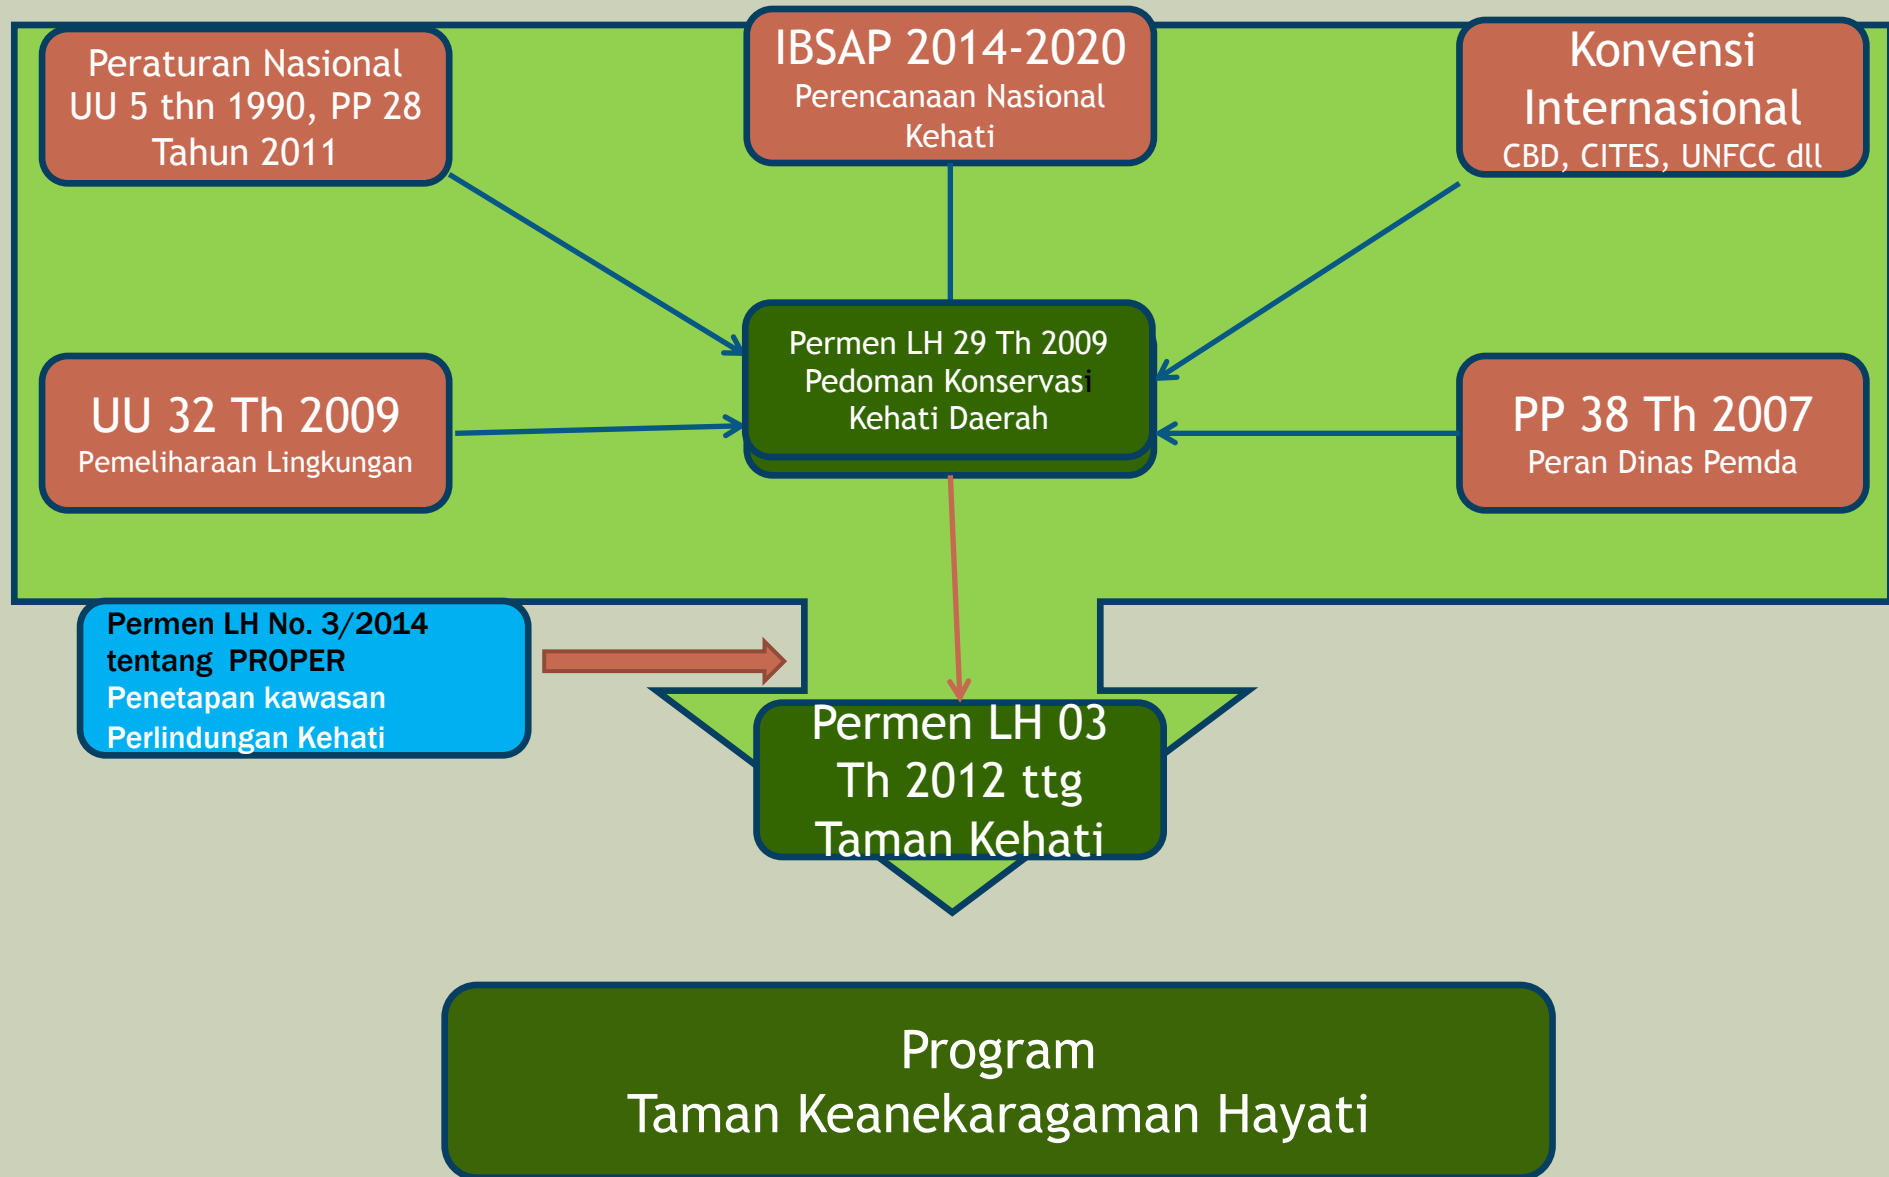 Peraturan Nasional
UU 5 thn 1990, PP 28
Tahun 2011
IBSAP 2014-2020
Perencanaan Nasional
Kehati
Konvensi
Internasional
CBD, CITES, UNFCC dll
UU 32 Th 2009
Pemeliharaan Lingkungan
Permen LH 29 Th 2009
Pedoman Konservasi
Kehati Daerah
PP 38 Th 2007
Peran Dinas Pemda
Permen LH No. 3/2014
tentang PROPER
Penetapan kawasan
Perlindungan Kehati
Permen LH 03
Th 2012 ttg
Taman Kehati
Program
Taman Keanekaragaman Hayati